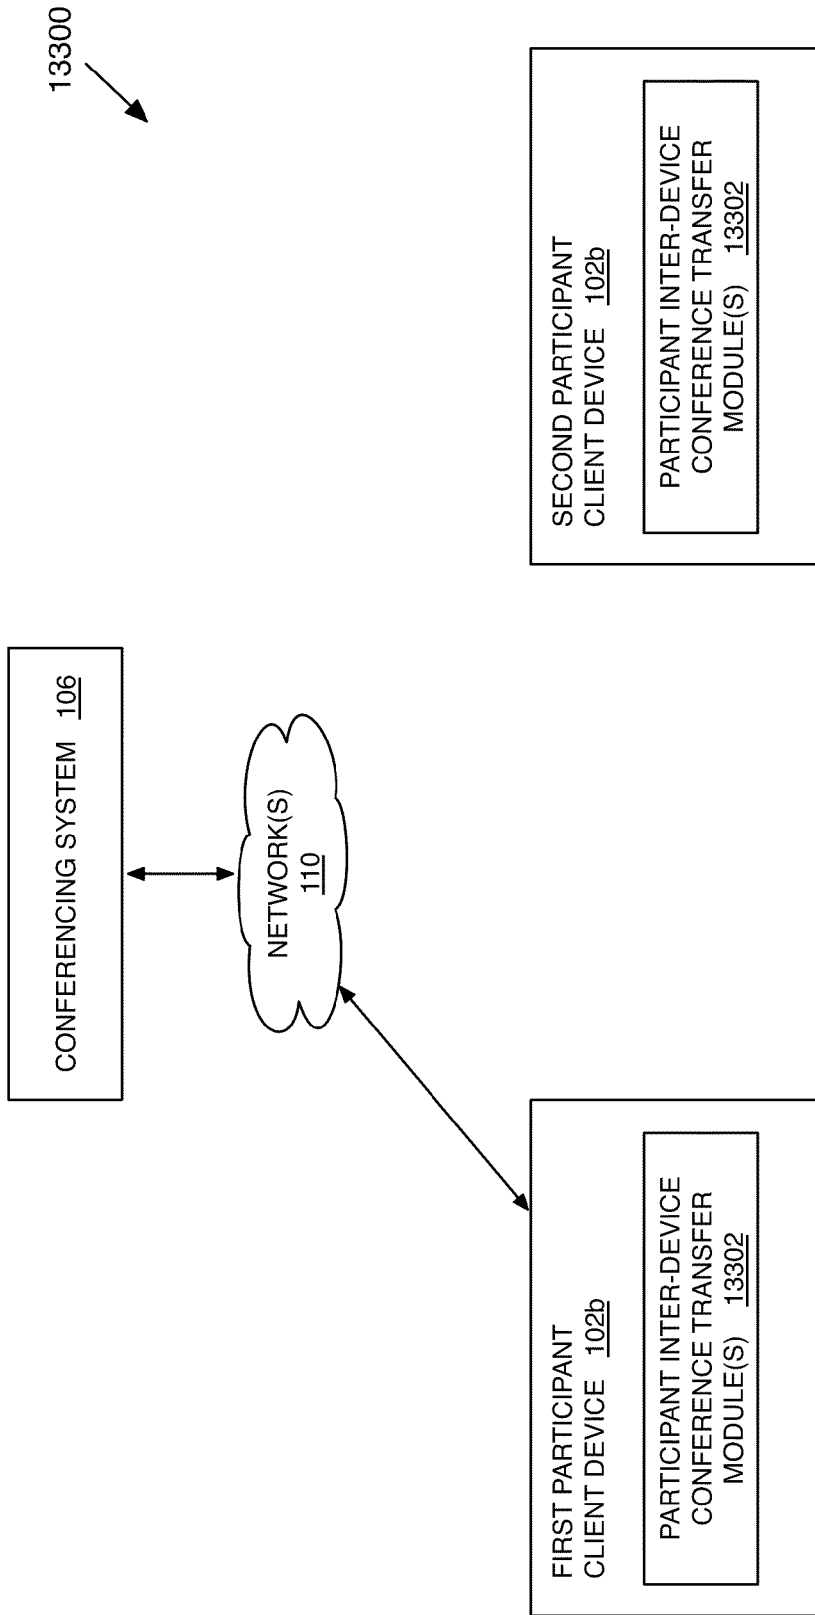 13300
CONFERENCING SYSTEM 106
NETWORK(S)
110
FIRST PARTICIPANT
CLIENT DEVICE 102b
PARTICIPANT INTER-DEVICE
CONFERENCE TRANSFER
MODULE(S) 13302
SECOND PARTICIPANT
CLIENT DEVICE 102b
PARTICIPANT INTER-DEVICE
CONFERENCE TRANSFER
MODULE(S) 13302